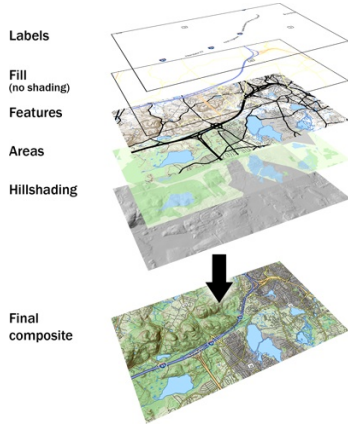 Labels
Fill
(no shading)
Features
Areas
Hillshading
Final
composite